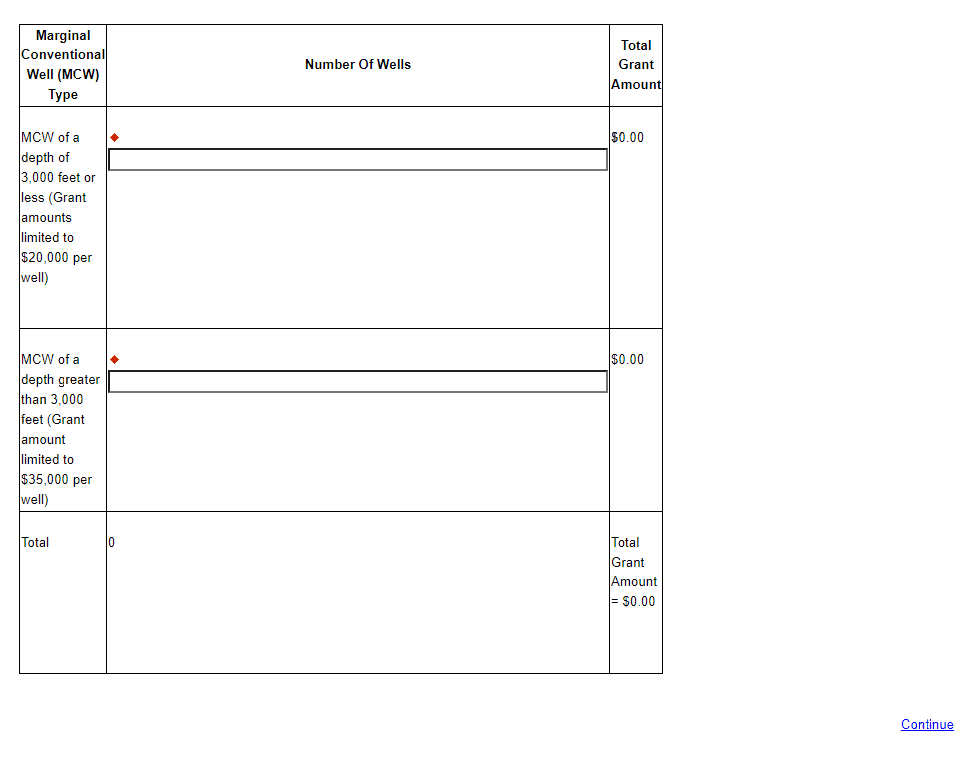 Marginal
Conventional
Well (MCW)
Type
Number Of Wells
Total
Grant
Amount
MCW of a
depth of
3,000 feet or
less (Grant
amounts
limited to
$20,000 per
well)
$0.00
MCW of a
depth greater
than 3,000
feet (Grant
amount
limited to
$35,000 per
well)
$0.00
Total
0
Total
Grant
Amount
= $0.00
Continue